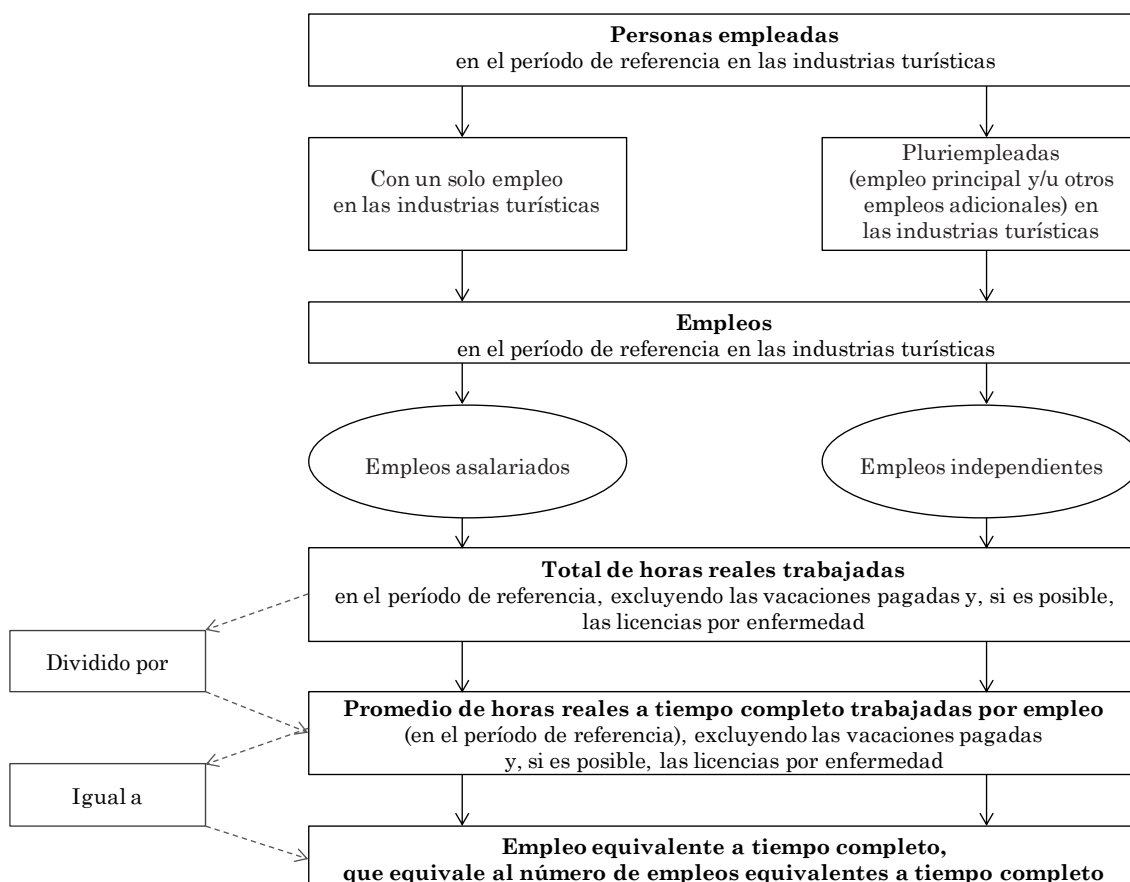 Personas empleadas
en el período de referencia en las industrias turísticas
Con un solo empleo
en las industrias turísticas
Pluriempleadas
(empleo principal y/u otros
empleos adicionales) en
las industrias turísticas
Empleos
en el período de referencia en las industrias turísticas
Empleos asalariados
Empleos independientes
Total de horas reales trabajadas
en el período de referencia, excluyendo las vacaciones pagadas y, si es posible,
las licencias por enfermedad
Dividido por
Promedio de horas reales a tiempo completo trabajadas por empleo
(en el período de referencia), excluyendo las vacaciones pagadas
y, si es posible, las licencias por enfermedad
Igual a
Empleo equivalente a tiempo completo,
que equivale al número de empleos equivalentes a tiempo completo